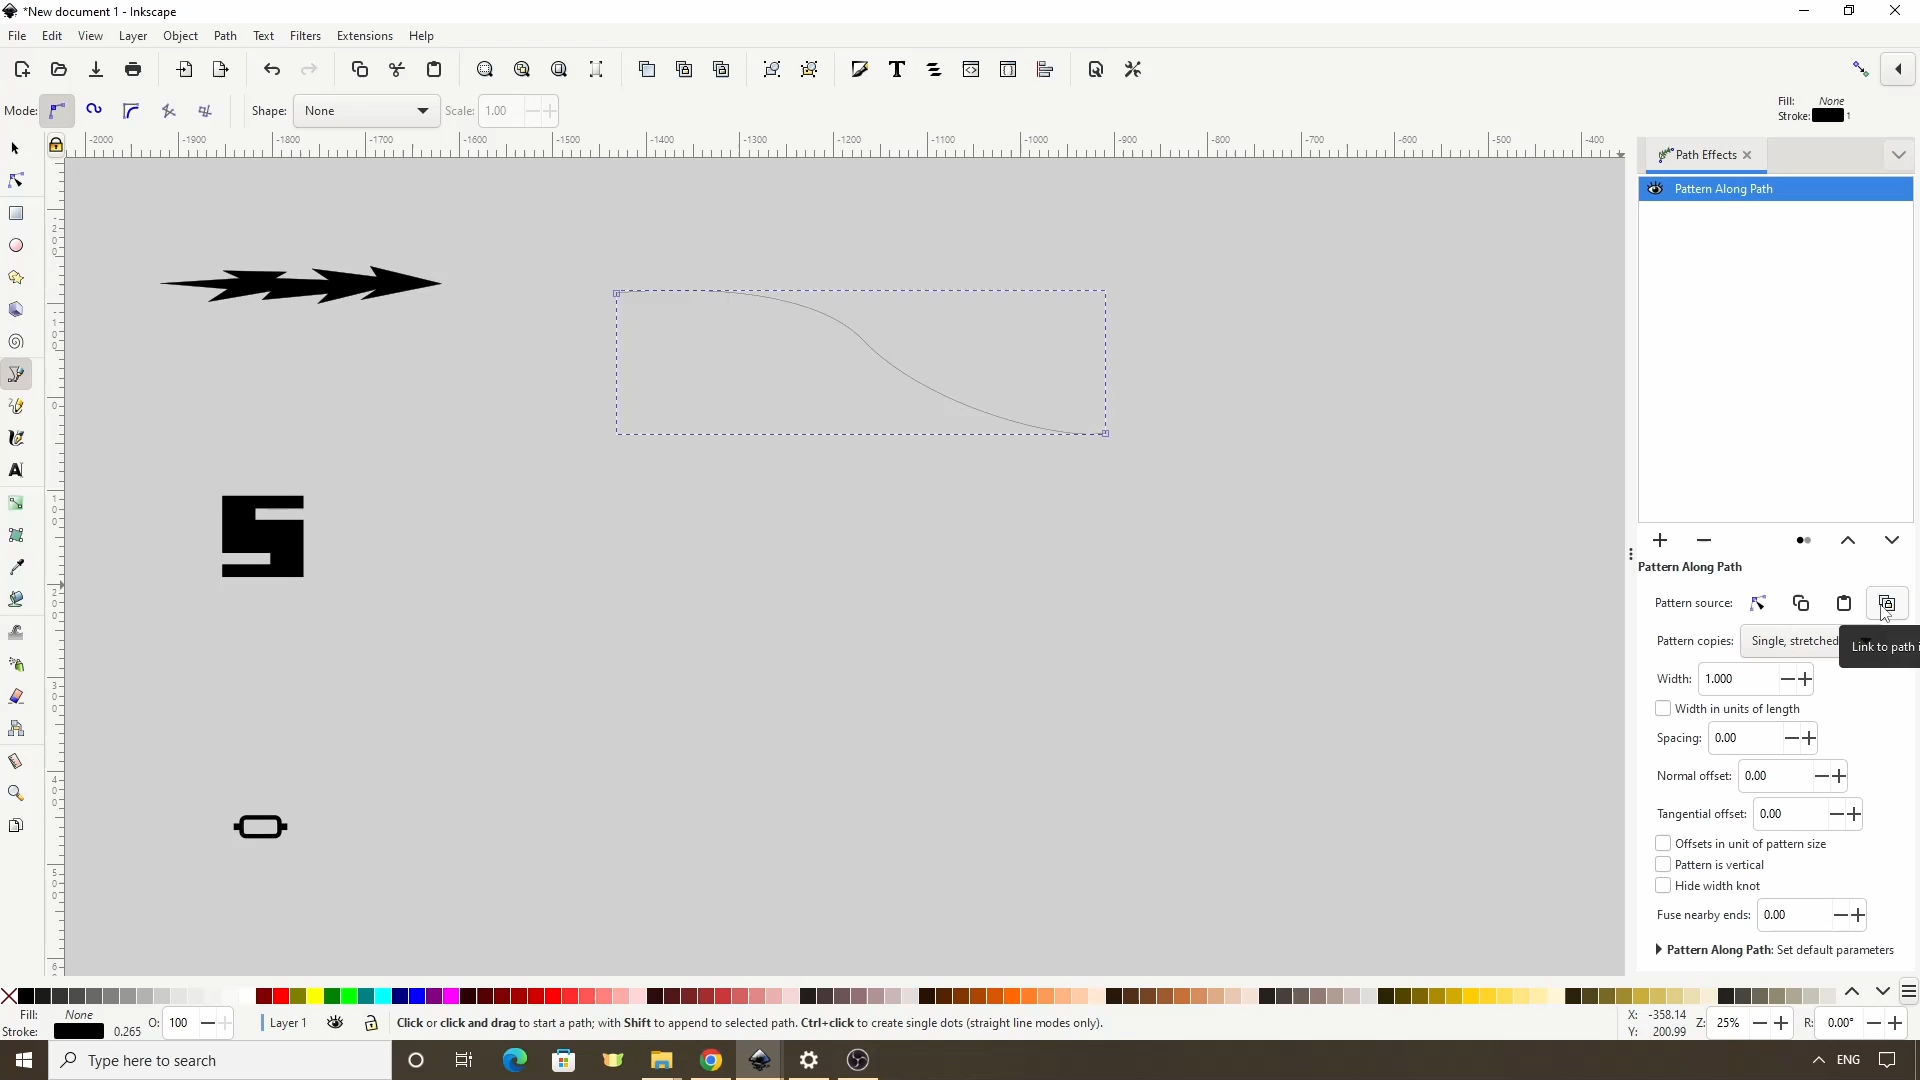 *New document 1 - Inkscape
File Edit View Layer Object Path Text Filters Extensions Help
Mode: Shape: None Scale: 1.00 Fill: None
Stroke: 1
-2000 -1900 -1800 -1700 -1600 -1500 -1400 -1300 -1200 -1100 -1000 -900 -800 -700 -600 -500 -400
Path Effects
Pattern Along Path
Pattern Along Path
Pattern source:
Pattern copies: Single, stretched
Link to path i
Width: 1.000
Width in units of length
Spacing: 0.00
Normal offset: 0.00
Tangential offset: 0.00
Offsets in unit of pattern size
Pattern is vertical
Hide width knot
Fuse nearby ends: 0.00
Pattern Along Path: Set default parameters
Fill: None
Stroke: 0.265 O: 100 Layer 1 Click or click and drag to start a path; with Shift to append to selected path. Ctrl+click to create single dots (straight line modes only). X: -358.14
Y: 200.99 Z: 25% R: 0.00°
Type here to search ENG